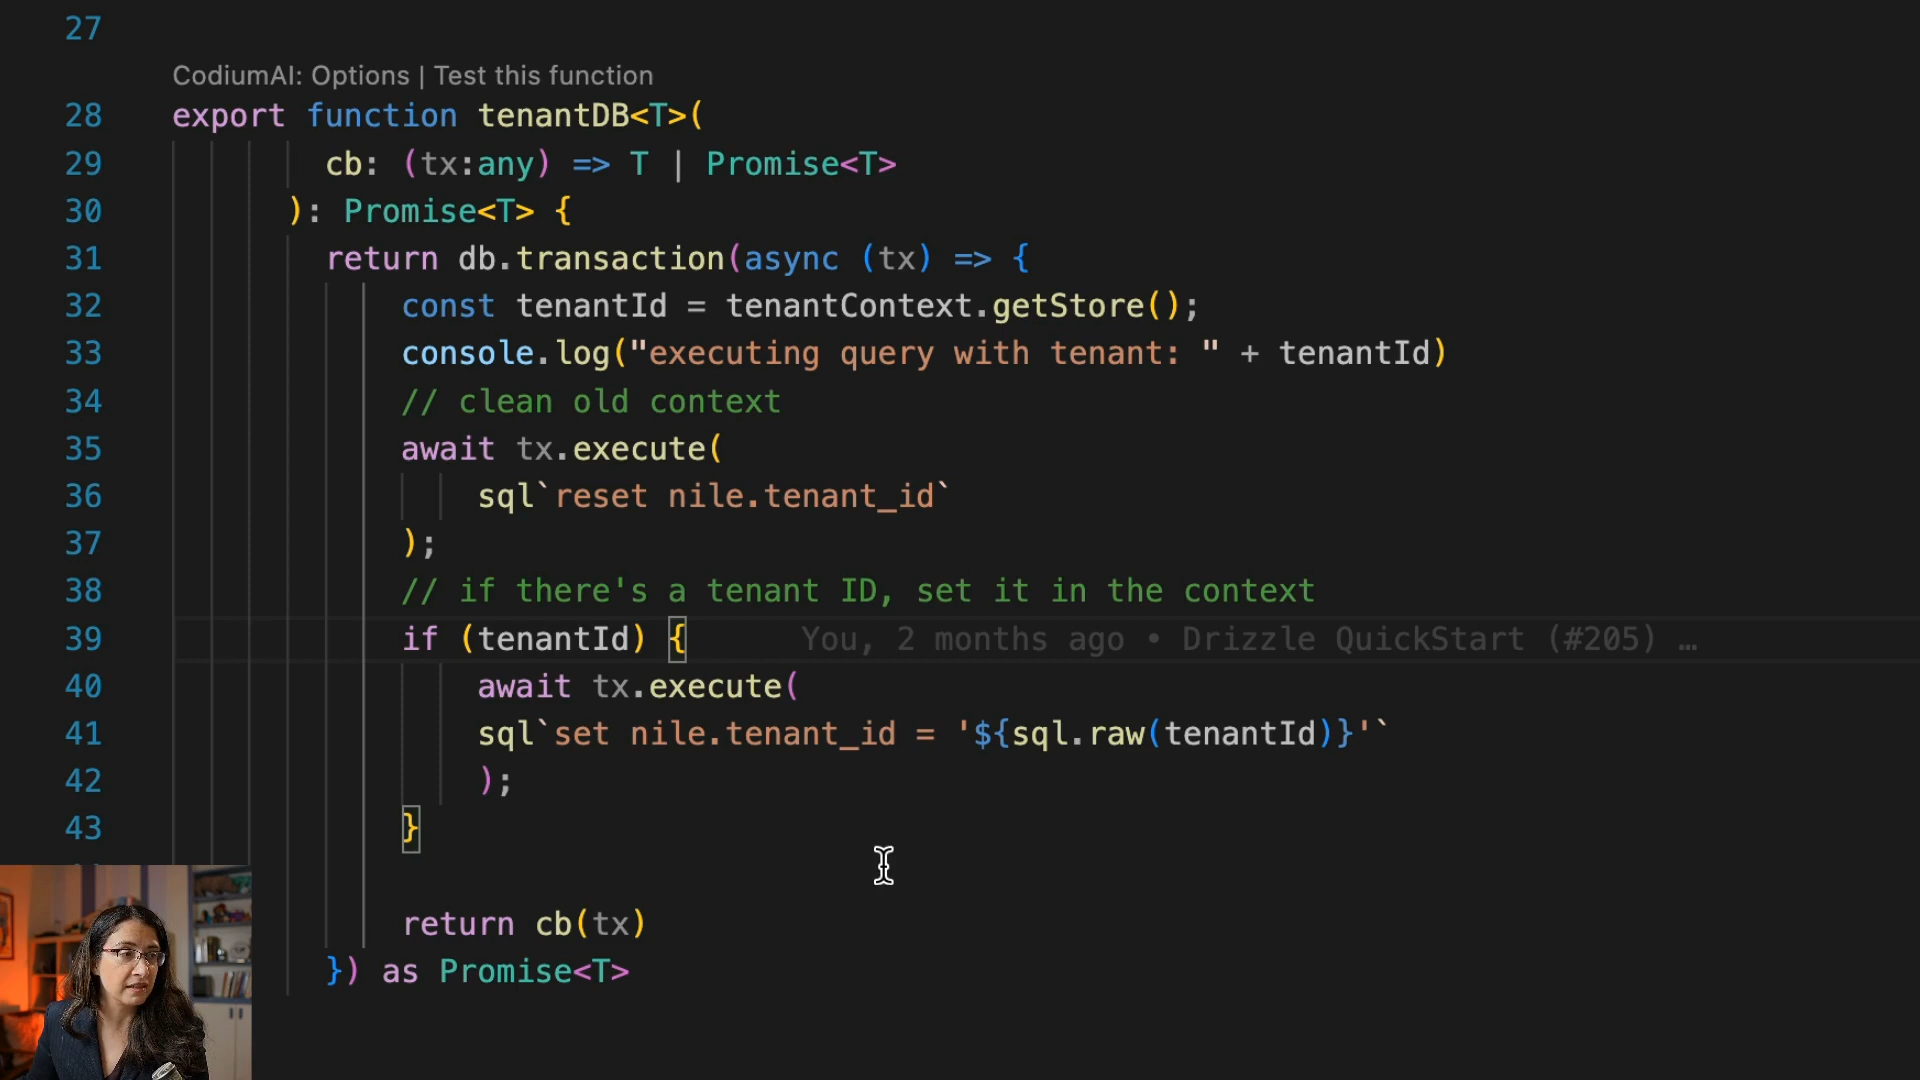 27
CodiumAI: Options | Test this function
28 export function tenantDB<T>(
29 cb: (tx:any) => T | Promise<T>
30 ): Promise<T> {
31 return db.transaction(async (tx) => {
32 const tenantId = tenantContext.getStore();
33 console.log("executing query with tenant: " + tenantId)
34 // clean old context
35 await tx.execute(
36 sql`reset nile.tenant_id`
37 );
38 // if there's a tenant ID, set it in the context
39 if (tenantId) { You, 2 months ago • Drizzle QuickStart (#205) …
40 await tx.execute(
41 sql`set nile.tenant_id = '${sql.raw(tenantId)}'`
42 );
43 }
return cb(tx)
}) as Promise<T>